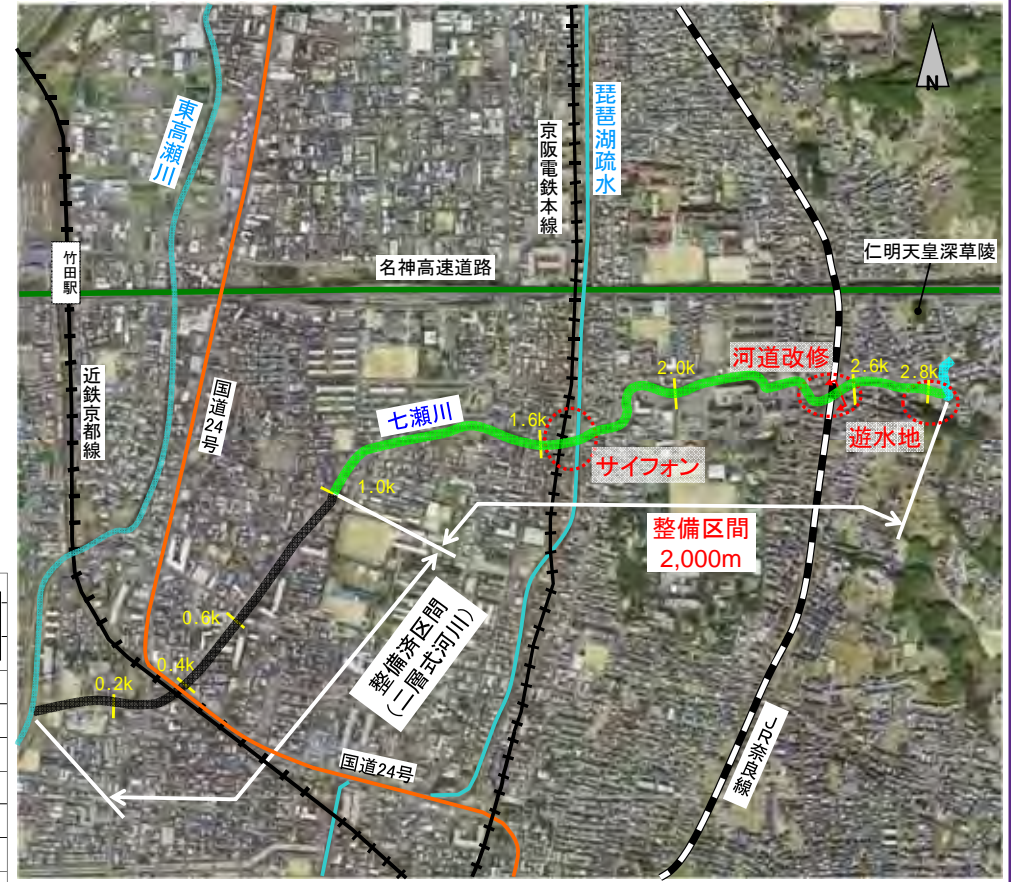 N
東高瀬川
京阪電鉄本線
琵琶湖疏水
竹田駅
名神高速道路
仁明天皇深草陵
近鉄京都線
国道24号
七瀬川
河道改修
2.0k
2.6k
2.8k
1.6k
遊水地
サイフォン
1.0k
整備区間
2,000m
0.6k
整備済区間
(二層式河川)
0.4k
0.2k
国道24号
JR奈良線